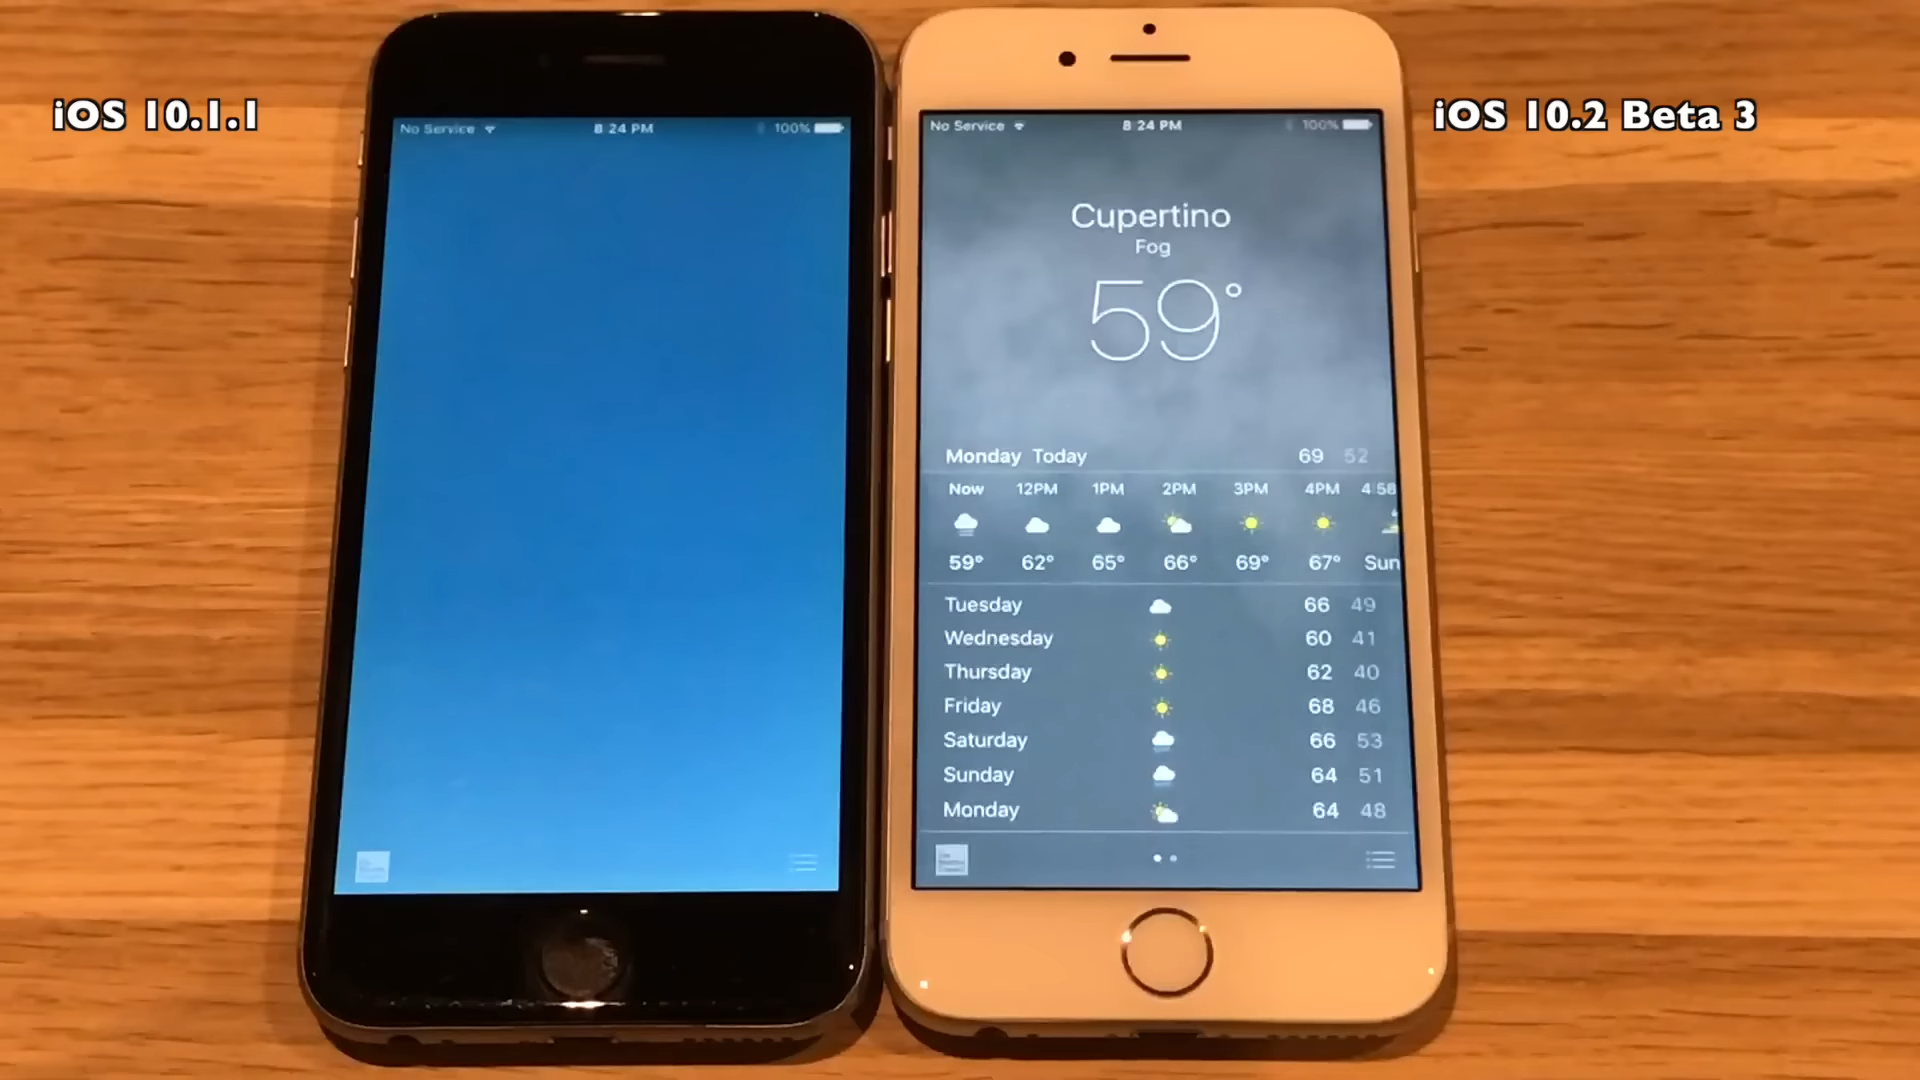 iOS 10.1.1
iOS 10.2 Beta 3
No Service 8:24 PM 100%
No Service 8:24 PM 100%
Cupertino
Fog
59°
Monday Today 69 52
Now 12PM 1PM 2PM 3PM 4PM 4:58
59° 62° 65° 66° 69° 67° Sun
Tuesday 66 49
Wednesday 60 41
Thursday 62 40
Friday 68 46
Saturday 66 53
Sunday 64 51
Monday 64 48